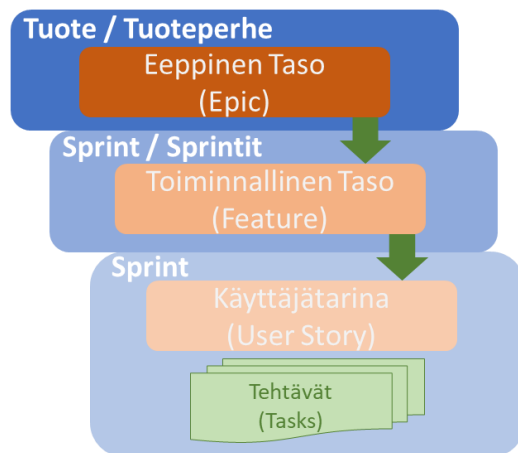 Tuote / Tuoteperhe
Eeppinen Taso
(Epic)
Sprint / Sprintit
Toiminnallinen Taso
(Feature)
Sprint
Käyttäjätarina
(User Story)
Tehtävät
(Tasks)